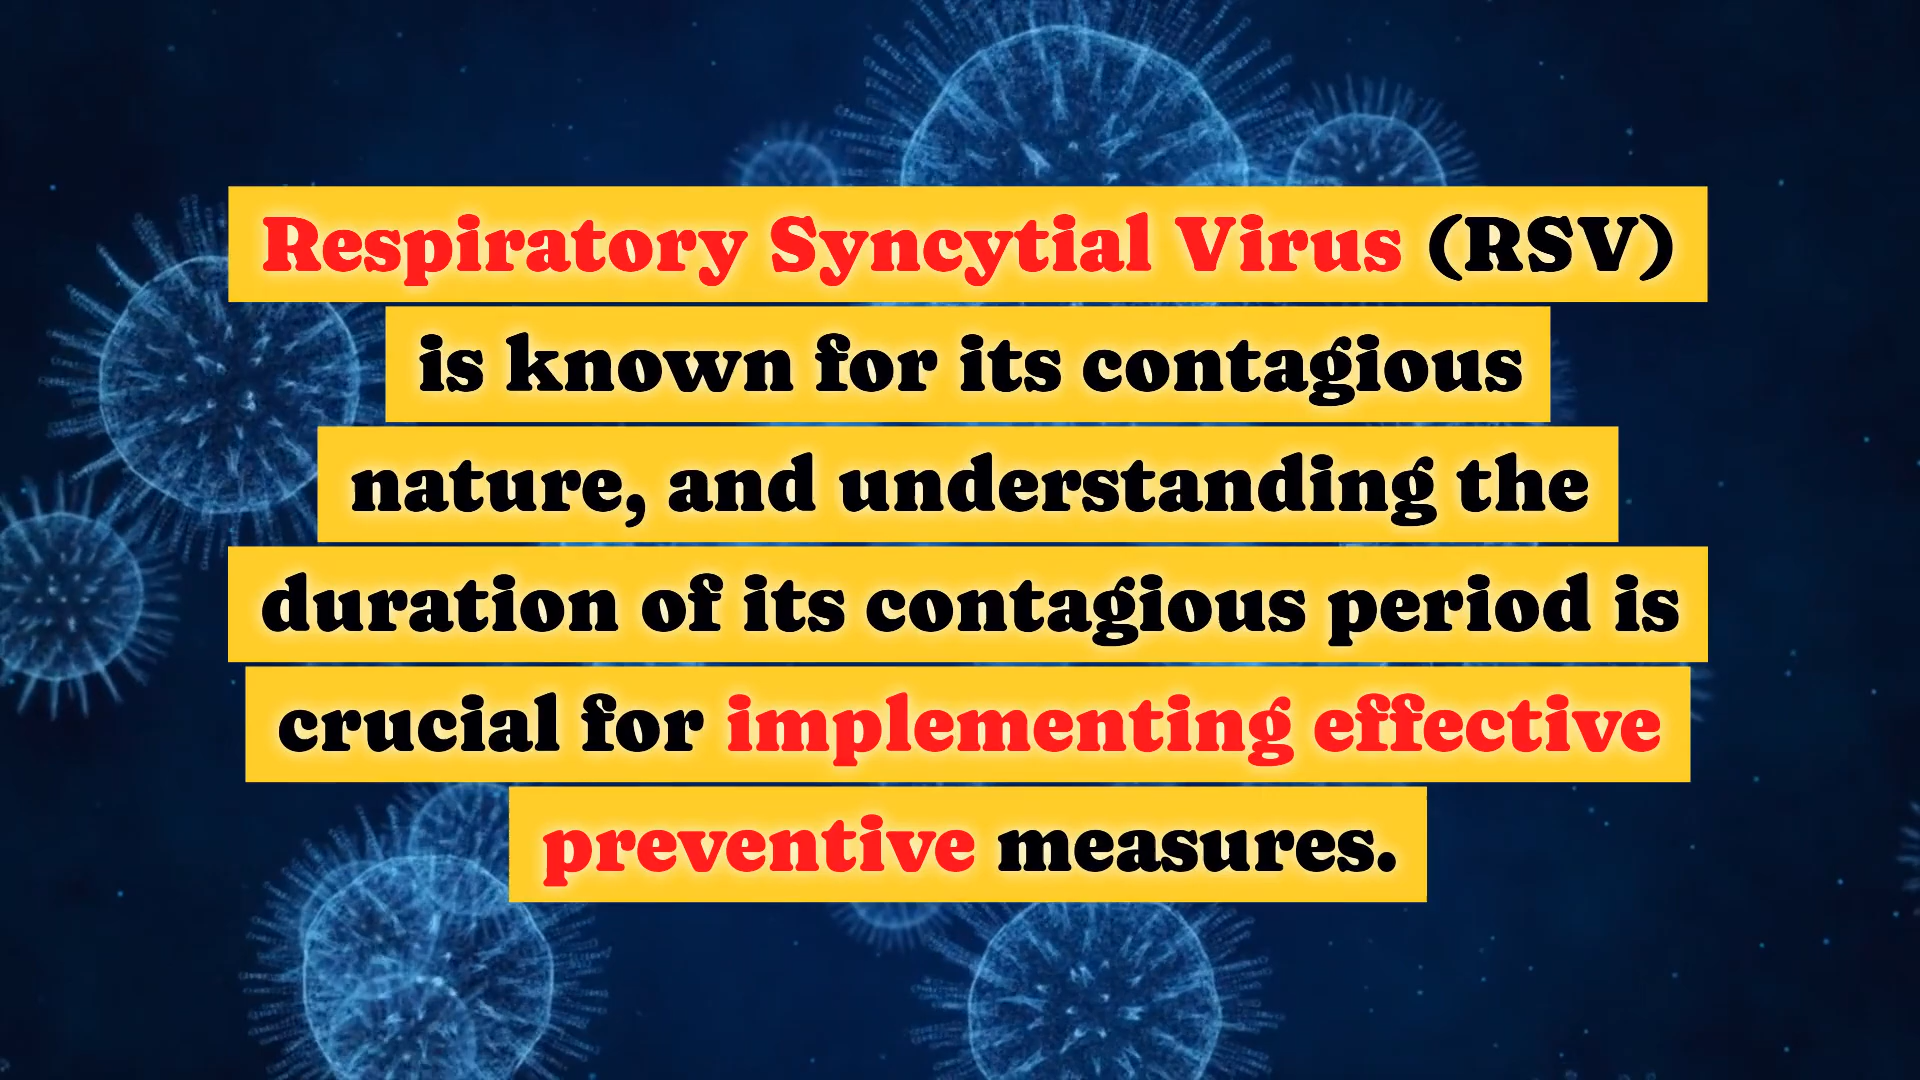 Respiratory Syncytial Virus (RSV)
is known for its contagious
nature, and understanding the
duration of its contagious period is
crucial for implementing effective
preventive measures.